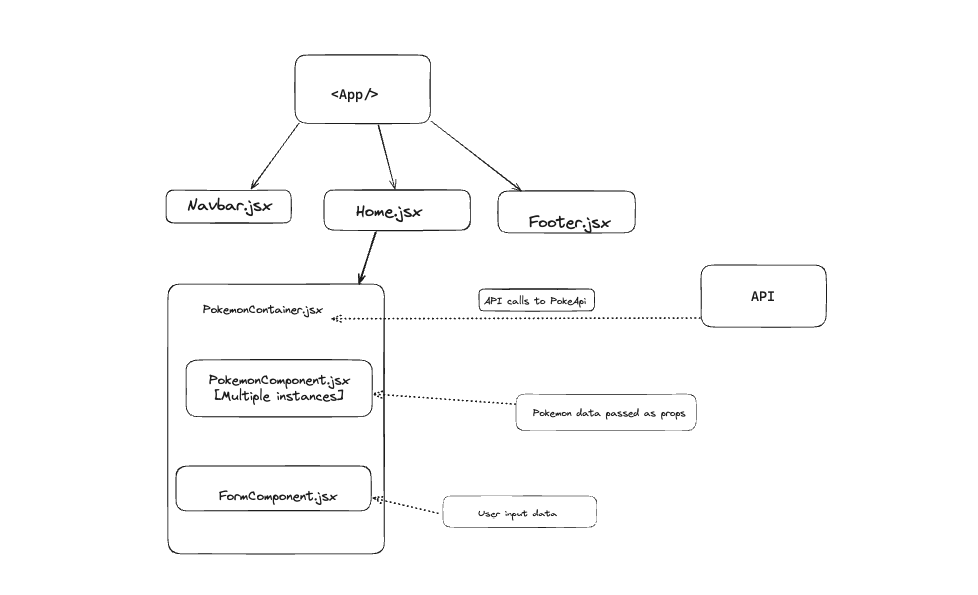 <App/>
Navbar.jsx
Home.jsx
Footer.jsx
API calls to PokeApi
API
PokemonContainer.jsx
PokemonComponent.jsx
[Multiple instances]
Pokemon data passed as props
FormComponent.jsx
User input data